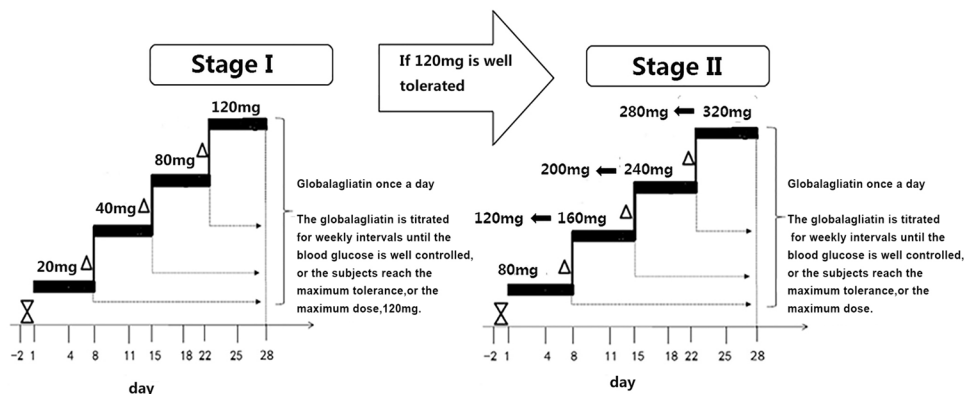 Stage I
If 120mg is well
tolerated
Stage II
120mg
80mg
40mg
20mg
Globalagliatin once a day
The globalagliatin is titrated
for weekly intervals until the
blood glucose is well controlled,
or the subjects reach the
maximum tolerance,or the
maximum dose,120mg.
-2 1 4 8 11 15 18 22 25 28
day
280mg 320mg
200mg 240mg
120mg 160mg
80mg
Globalagliatin once a day
The globalagliatin is titrated
for weekly intervals until the
blood glucose is well controlled,
or the subjects reach the
maximum tolerance,or the
maximum dose.
-2 1 4 8 11 15 18 22 25 28
day